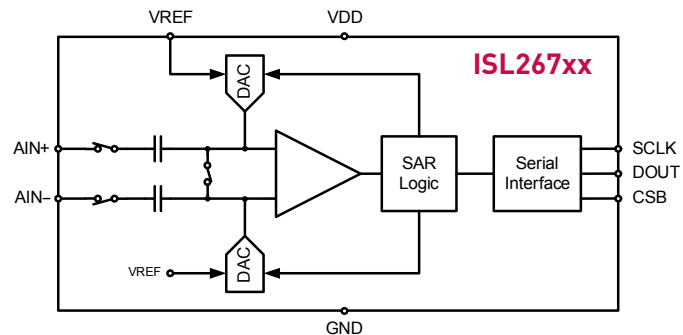 VREF
VDD
ISL267xx
DAC
AIN+
SAR
Logic
Serial
Interface
SCLK
DOUT
CSB
AIN–
VREF
DAC
GND